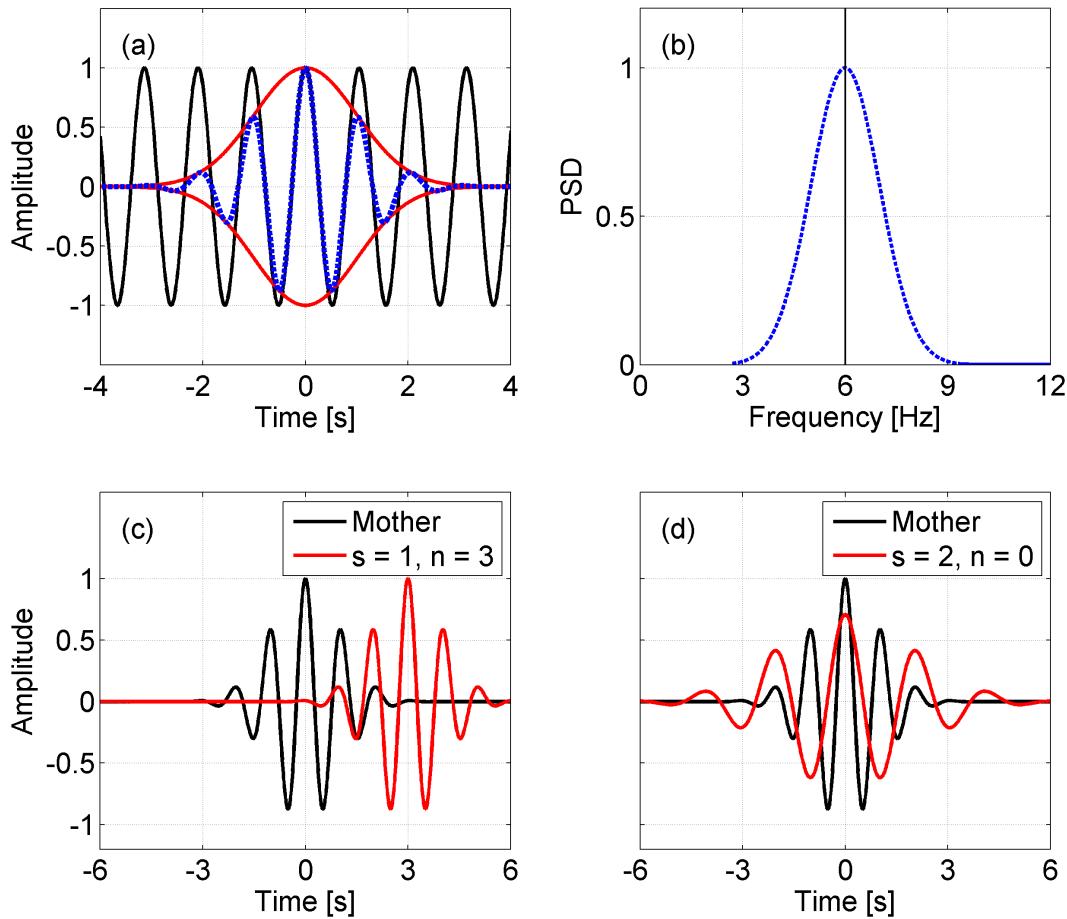 (a)
1
0.5
0
-0.5
-1
Amplitude
-4
-2
0
2
4
Time [s]
(b)
1
0.5
0
PSD
0
3
6
9
12
Frequency [Hz]
(c)
Mother
s = 1, n = 3
1
0.5
0
-0.5
-1
Amplitude
-6
-3
0
3
6
Time [s]
(d)
Mother
s = 2, n = 0
-6
-3
0
3
6
Time [s]